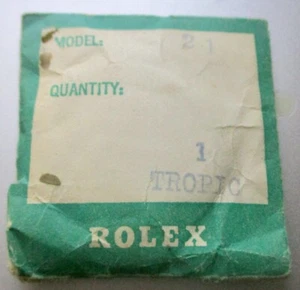 MODEL: 21
QUANTITY:
1
TROPIC
ROLEX